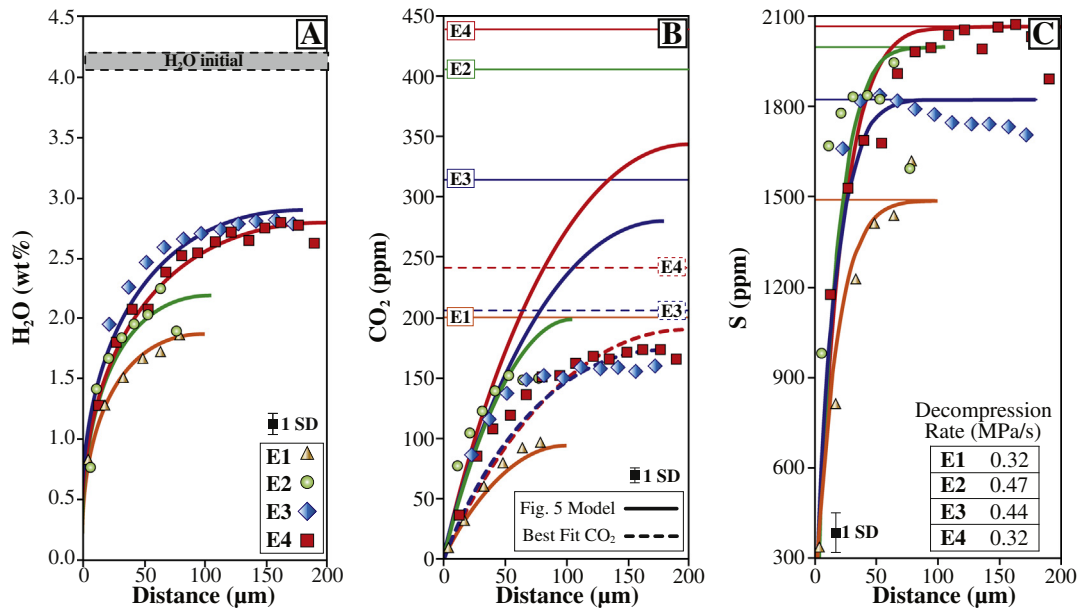 A
H₂O initial
4.5
4.0
3.5
3.0
2.5
2.0
1.5
1.0
0.5
0.0
H₂O (wt%)
1 SD
E1
E2
E3
E4
0 50 100 150 200
Distance (µm)
B
450
400
350
300
250
200
150
100
50
0
CO₂ (ppm)
E4
E2
E3
E4
E3
E1
1 SD
Fig. 5 Model
Best Fit CO₂
0 50 100 150 200
Distance (µm)
C
2100
1800
1500
1200
900
600
300
S (ppm)
Decompression
Rate (MPa/s)
E1 0.32
E2 0.47
E3 0.44
E4 0.32
1 SD
0 50 100 150 200
Distance (µm)